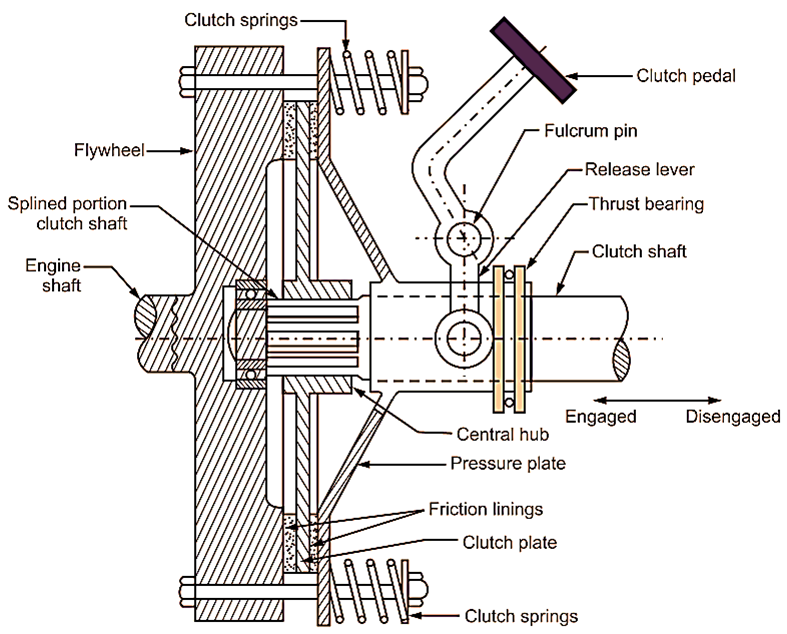 Clutch springs
Clutch pedal
Fulcrum pin
Flywheel
Release lever
Splined portion
clutch shaft
Thrust bearing
Clutch shaft
Engine
shaft
Engaged
Disengaged
Central hub
Pressure plate
Friction linings
Clutch plate
Clutch springs